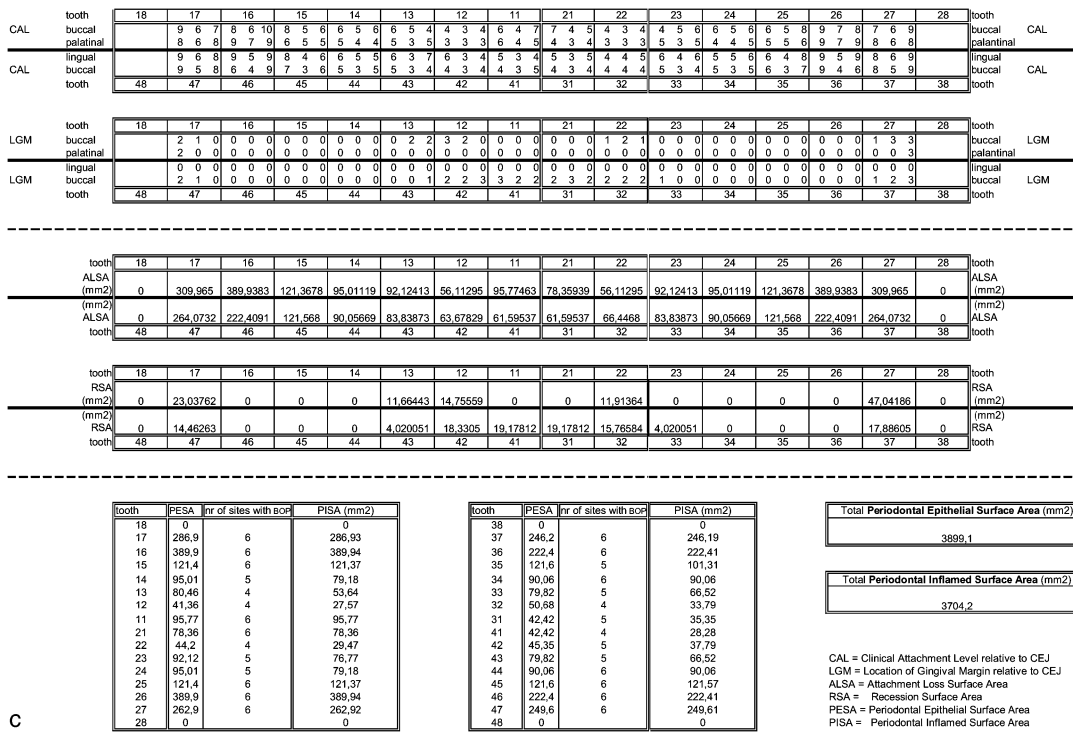 tooth 18 17 16 15 14 13 12 11 21 22 23 24 25 26 27 28 tooth
CAL buccal 9 6 7 8 6 10 8 5 6 6 5 6 6 5 4 4 3 4 6 4 7 7 4 5 4 3 4 4 5 6 6 5 6 6 5 8 9 7 8 7 6 9 buccal CAL
palatinal 8 6 8 9 7 9 6 5 5 5 4 4 5 3 5 3 3 3 6 4 5 5 4 5 3 3 3 5 3 5 4 4 5 5 5 6 9 7 9 8 6 8 palantinal
lingual 9 6 8 9 5 9 8 4 6 6 5 5 6 3 7 6 3 4 5 3 4 5 3 5 4 4 5 6 4 6 5 5 6 6 4 8 9 5 9 8 6 9 lingual
CAL buccal 9 5 8 6 4 9 7 3 6 5 3 5 5 3 4 4 3 4 4 3 5 4 3 4 4 4 4 5 3 4 5 3 5 6 3 7 9 4 6 8 5 9 buccal CAL
tooth 48 47 46 45 44 43 42 41 31 32 33 34 35 36 37 38 tooth
tooth 18 17 16 15 14 13 12 11 21 22 23 24 25 26 27 28 tooth
LGM buccal 2 1 0 0 0 0 0 0 0 0 0 0 0 2 2 3 2 0 0 0 0 0 0 0 1 2 1 0 0 0 0 0 0 0 0 0 0 0 0 1 3 3 buccal LGM
palatinal 2 0 0 0 0 0 0 0 0 0 0 0 0 0 0 0 0 0 0 0 0 0 0 0 0 0 0 0 0 0 0 0 0 0 0 0 0 0 0 0 0 3 palantinal
lingual 0 0 0 0 0 0 0 0 0 0 0 0 0 0 0 0 0 0 0 0 0 0 0 0 0 0 0 0 0 0 0 0 0 0 0 0 0 0 0 0 0 0 lingual
LGM buccal 2 1 0 0 0 0 0 0 0 0 0 0 0 0 1 2 2 3 3 2 2 2 3 2 2 2 2 1 0 0 0 0 0 0 0 0 0 0 0 1 2 3 buccal LGM
tooth 48 47 46 45 44 43 42 41 31 32 33 34 35 36 37 38 tooth
tooth 18 17 16 15 14 13 12 11 21 22 23 24 25 26 27 28 tooth
ALSA ALSA
(mm2) 0 309,965 389,9383 121,3678 95,01119 92,12413 56,11295 95,77463 78,35939 56,11295 92,12413 95,01119 121,3678 389,9383 309,965 0 (mm2)
(mm2) (mm2)
ALSA 0 264,0732 222,4091 121,568 90,05669 83,83873 63,67829 61,59537 61,59537 66,4468 83,83873 90,05669 121,568 222,4091 264,0732 0 ALSA
tooth 48 47 46 45 44 43 42 41 31 32 33 34 35 36 37 38 tooth
tooth 18 17 16 15 14 13 12 11 21 22 23 24 25 26 27 28 tooth
RSA RSA
(mm2) 0 23,03762 0 0 0 11,66443 14,75559 0 0 11,91364 0 0 0 0 47,04186 0 (mm2)
(mm2) (mm2)
RSA 0 14,46263 0 0 0 4,020051 18,3305 19,17812 19,17812 15,76584 4,020051 0 0 0 17,88605 0 RSA
tooth 48 47 46 45 44 43 42 41 31 32 33 34 35 36 37 38 tooth
tooth PESA nr of sites with BOP PISA (mm2)
18 0 0
17 286,9 6 286,93
16 389,9 6 389,94
15 121,4 6 121,37
14 95,01 5 79,18
13 80,46 4 53,64
12 41,36 4 27,57
11 95,77 6 95,77
21 78,36 6 78,36
22 44,2 4 29,47
23 92,12 5 76,77
24 95,01 5 79,18
25 121,4 6 121,37
26 389,9 6 389,94
27 262,9 6 262,92
28 0 0
tooth PESA nr of sites with BOP PISA (mm2)
38 0 0
37 246,2 6 246,19
36 222,4 6 222,41
35 121,6 5 101,31
34 90,06 6 90,06
33 79,82 5 66,52
32 50,68 4 33,79
31 42,42 5 35,35
41 42,42 4 28,28
42 45,35 5 37,79
43 79,82 5 66,52
44 90,06 6 90,06
45 121,6 6 121,57
46 222,4 6 222,41
47 249,6 6 249,61
48 0 0
Total Periodontal Epithelial Surface Area (mm2)
3899,1
Total Periodontal Inflamed Surface Area (mm2)
3704,2
CAL = Clinical Attachment Level relative to CEJ
LGM = Location of Gingival Margin relative to CEJ
ALSA = Attachment Loss Surface Area
RSA = Recession Surface Area
PESA = Periodontal Epithelial Surface Area
PISA = Periodontal Inflamed Surface Area
C